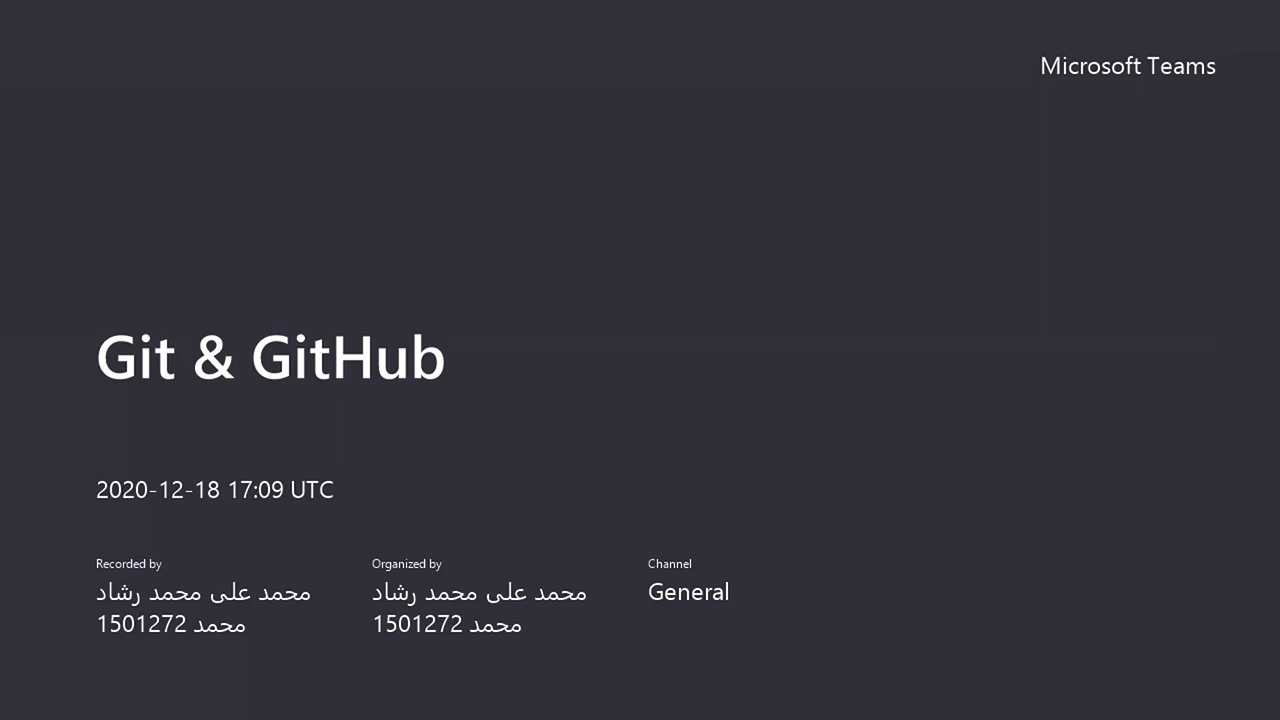 Microsoft Teams
Git & GitHub
2020-12-18 17:09 UTC
Recorded by
محمد على محمد رشاد
محمد 1501272
Organized by
محمد على محمد رشاد
محمد 1501272
Channel
General